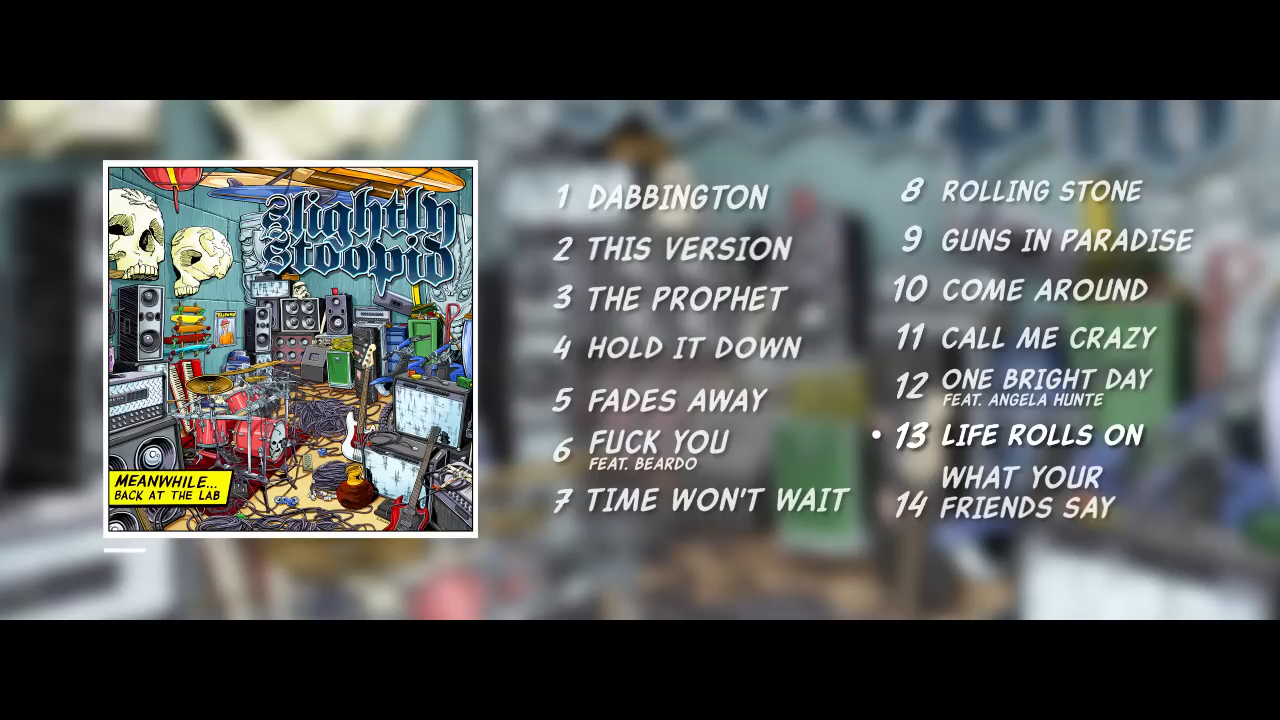 slightly
stoopid
MEANWHILE...
BACK AT THE LAB
1 DABBINGTON
2 THIS VERSION
3 THE PROPHET
4 HOLD IT DOWN
5 FADES AWAY
6 FUCK YOU
FEAT. BEARDO
7 TIME WON'T WAIT
8 ROLLING STONE
9 GUNS IN PARADISE
10 COME AROUND
11 CALL ME CRAZY
12 ONE BRIGHT DAY
FEAT. ANGELA HUNTE
• 13 LIFE ROLLS ON
WHAT YOUR
14 FRIENDS SAY